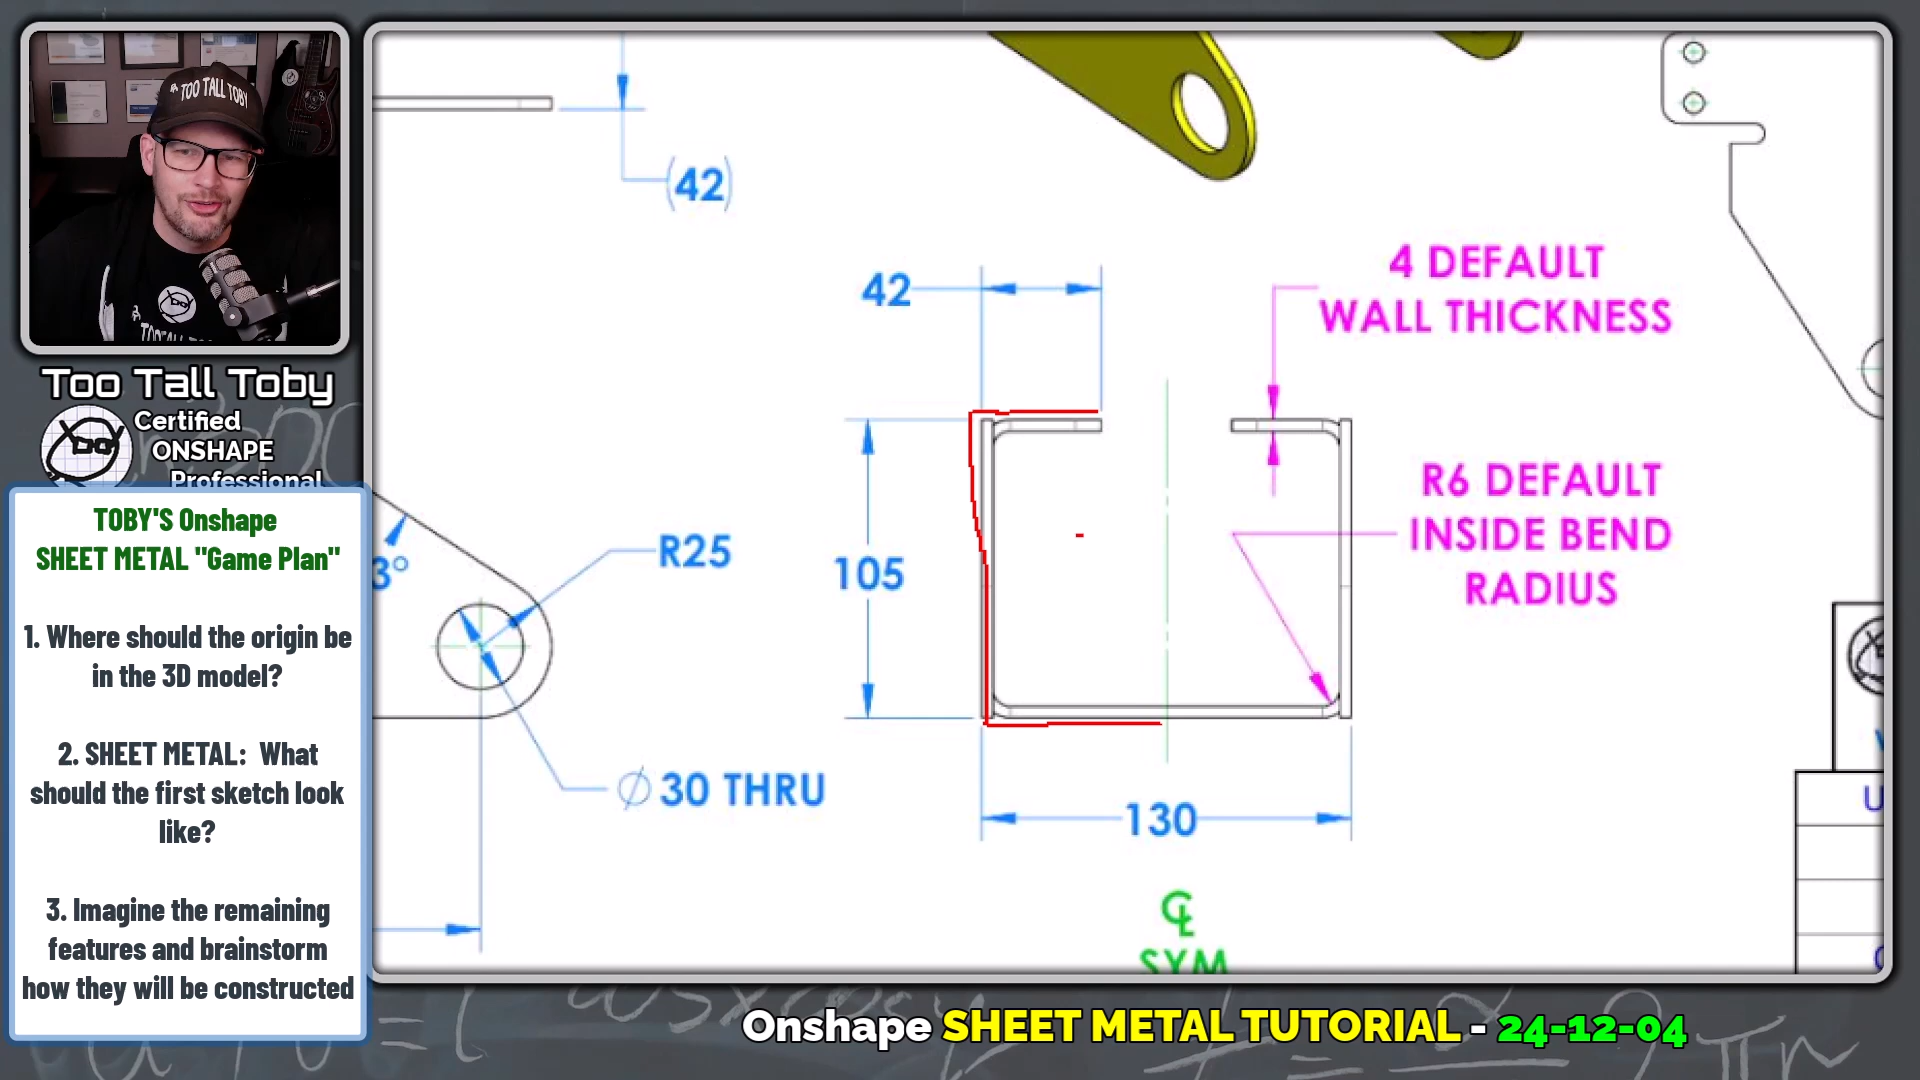 TOO TALL TOBY
Too Tall Toby
Certified
ONSHAPE
Professional
TOBY'S Onshape
SHEET METAL "Game Plan"
1. Where should the origin be
in the 3D model?
2. SHEET METAL: What
should the first sketch look
like?
3. Imagine the remaining
features and brainstorm
how they will be constructed
(42)
42
4 DEFAULT
WALL THICKNESS
R6 DEFAULT
INSIDE BEND
RADIUS
R25
3°
105
Ø 30 THRU
130
℄
SYM
Onshape SHEET METAL TUTORIAL - 24-12-04